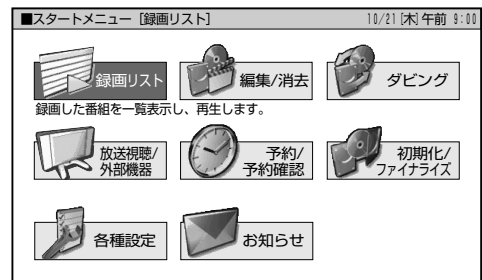 ■スタートメニュー［録画リスト］ 10/21[木]午前 9:00
録画リスト
編集/消去
ダビング
録画した番組を一覧表示し、再生します。
放送視聴/
外部機器
予約/
予約確認
初期化/
ファイナライズ
各種設定
お知らせ